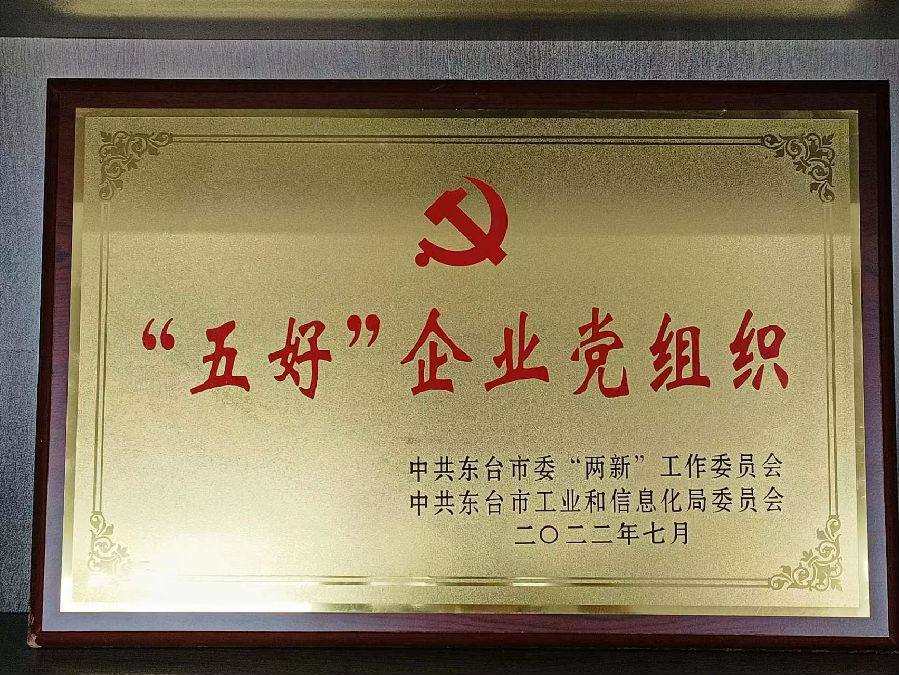 “五好”企业党组织
中共东台市委“两新”工作委员会
中共东台市工业和信息化局委员会
二〇二二年七月